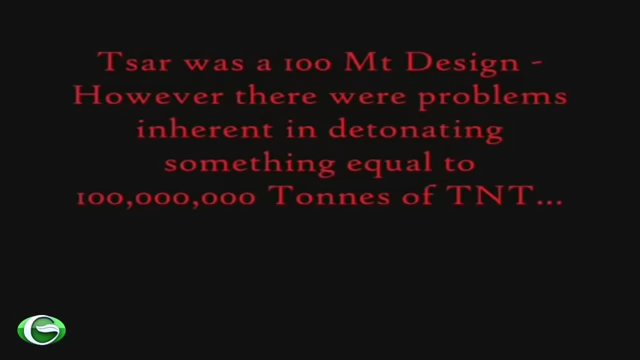 Tsar was a 100 Mt Design -
However there were problems
inherent in detonating
something equal to
100,000,000 Tonnes of TNT...